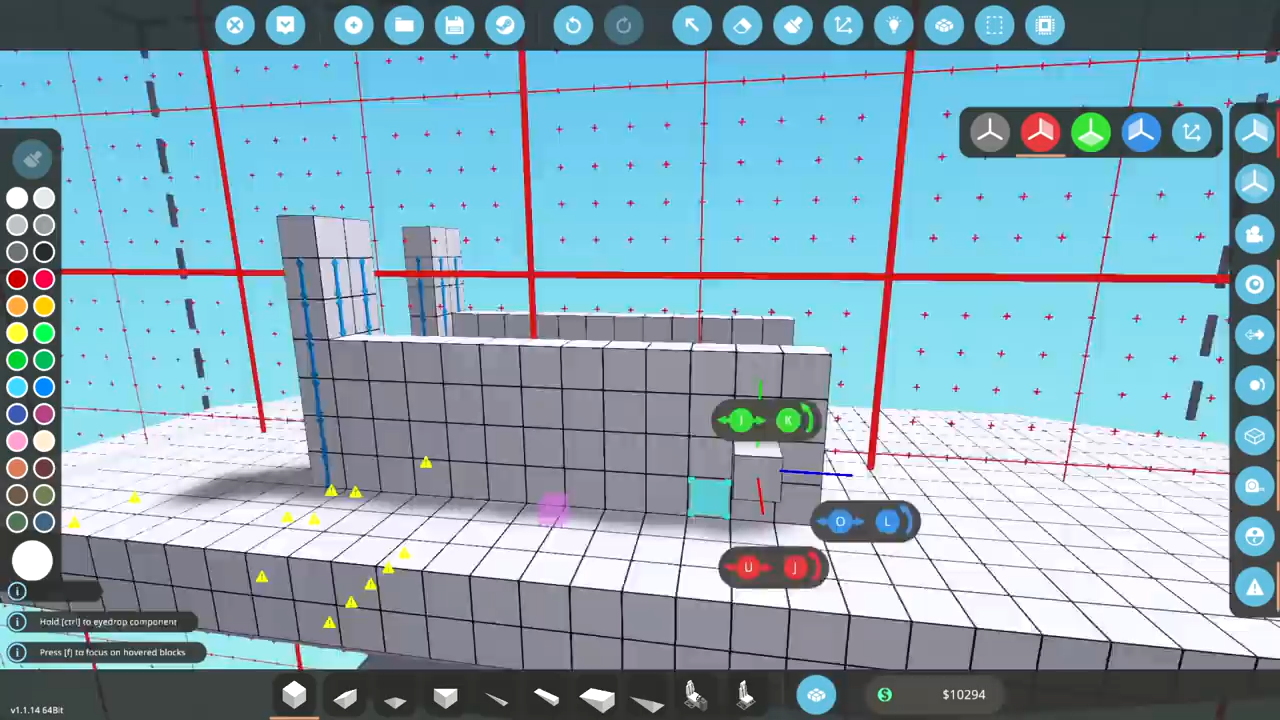 I
K
O
L
U
J
Hold [ctrl] to eyedrop component
Press [f] to focus on hovered blocks
$ $10294
v1.1.14 64Bit